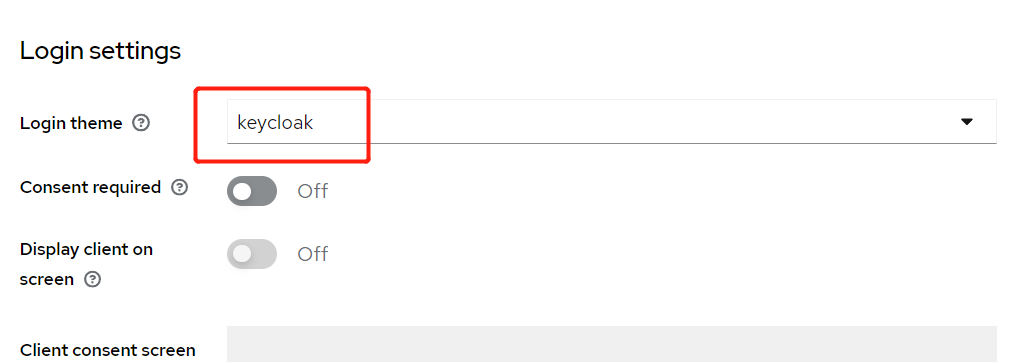 Login settings
Login theme
keycloak
Consent required
Off
Display client on
screen
Off
Client consent screen